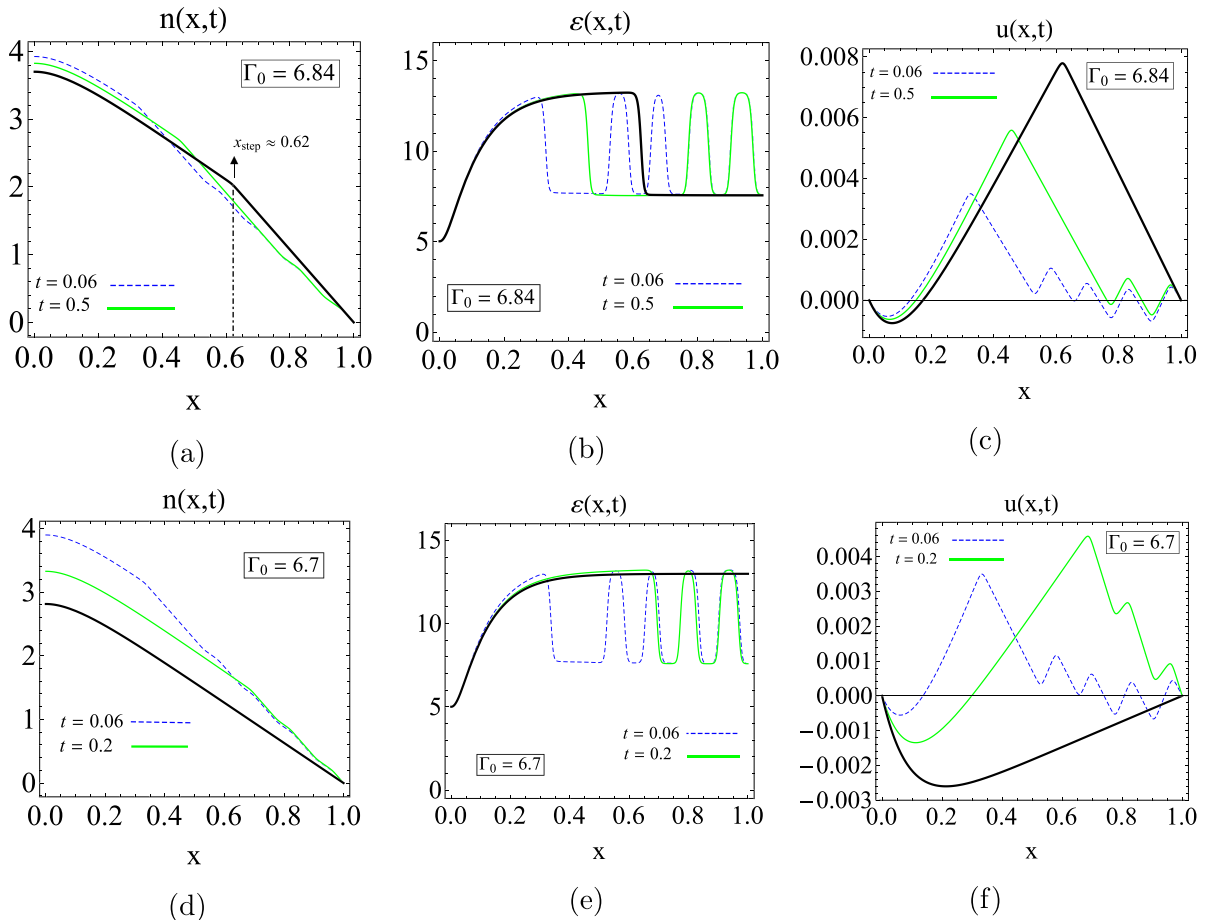 n(x,t)
4
3
2
1
0
Γ₀ = 6.84
x_step ≈ 0.62
t = 0.06
t = 0.5
0.0 0.2 0.4 0.6 0.8 1.0
x
(a)
ε(x,t)
15
10
5
0
Γ₀ = 6.84
t = 0.06
t = 0.5
0.0 0.2 0.4 0.6 0.8 1.0
x
(b)
u(x,t)
0.008
0.006
0.004
0.002
0.000
t = 0.06
t = 0.5
Γ₀ = 6.84
0.0 0.2 0.4 0.6 0.8 1.0
x
(c)
n(x,t)
4
3
2
1
0
Γ₀ = 6.7
t = 0.06
t = 0.2
0.0 0.2 0.4 0.6 0.8 1.0
x
(d)
ε(x,t)
15
10
5
0
t = 0.06
t = 0.2
Γ₀ = 6.7
0.0 0.2 0.4 0.6 0.8 1.0
x
(e)
u(x,t)
0.004
0.003
0.002
0.001
0.000
−0.001
−0.002
−0.003
t = 0.06
t = 0.2
Γ₀ = 6.7
0.0 0.2 0.4 0.6 0.8 1.0
x
(f)